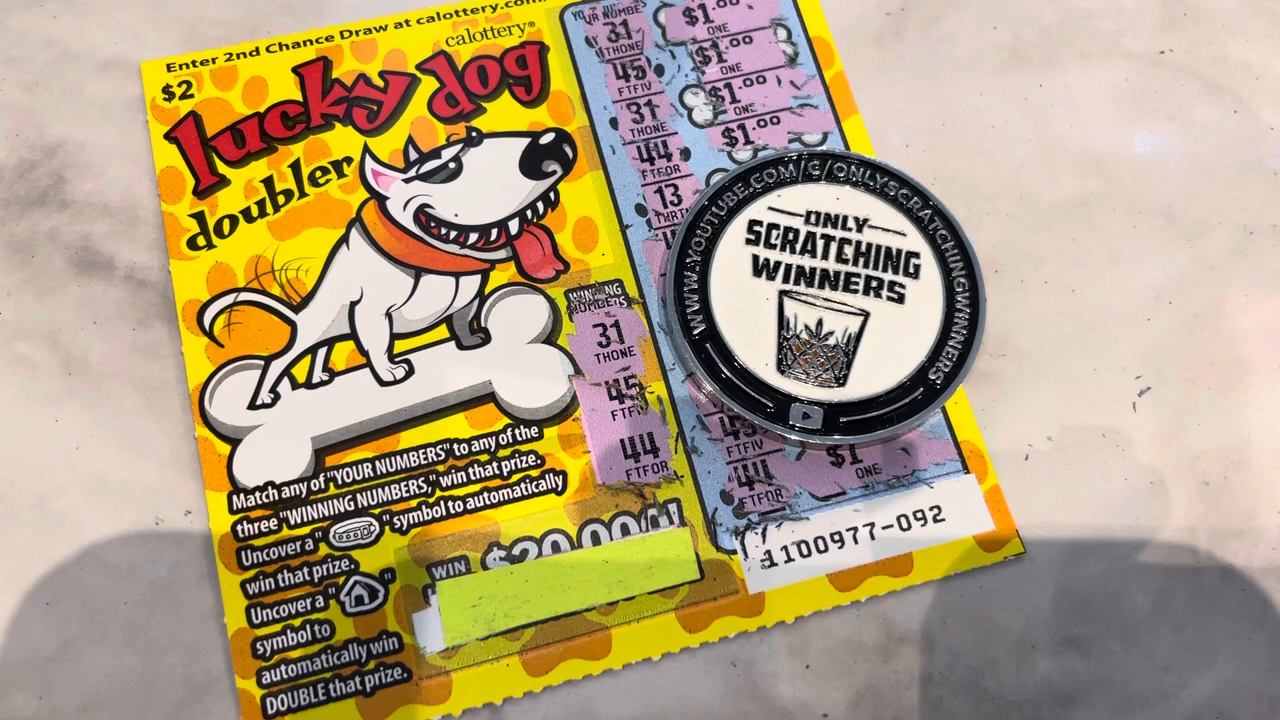 Enter 2nd Chance Draw at calottery.com
calottery®
$2
lucky dog
doubler
Match any of "YOUR NUMBERS" to any of the
three "WINNING NUMBERS," win that prize.
Uncover a " " symbol to automatically
win that prize.
Uncover a " "
symbol to
automatically win
DOUBLE that prize.
WINNING
NUMBERS
31
THONE
45
FTFIV
44
FTFOR
WIN
$20,000!
31
THONE
$1.00
45
FTFIV
$1.00
ONE
31
THONE
$1.00
ONE
44
FTFOR
$1.00
13
45
FTFIV
$1
ONE
44
FTFOR
1100977-092
WWW.YOUTUBE.COM/C/ONLYSCRATCHINGWINNERS
ONLY
SCRATCHING
WINNERS